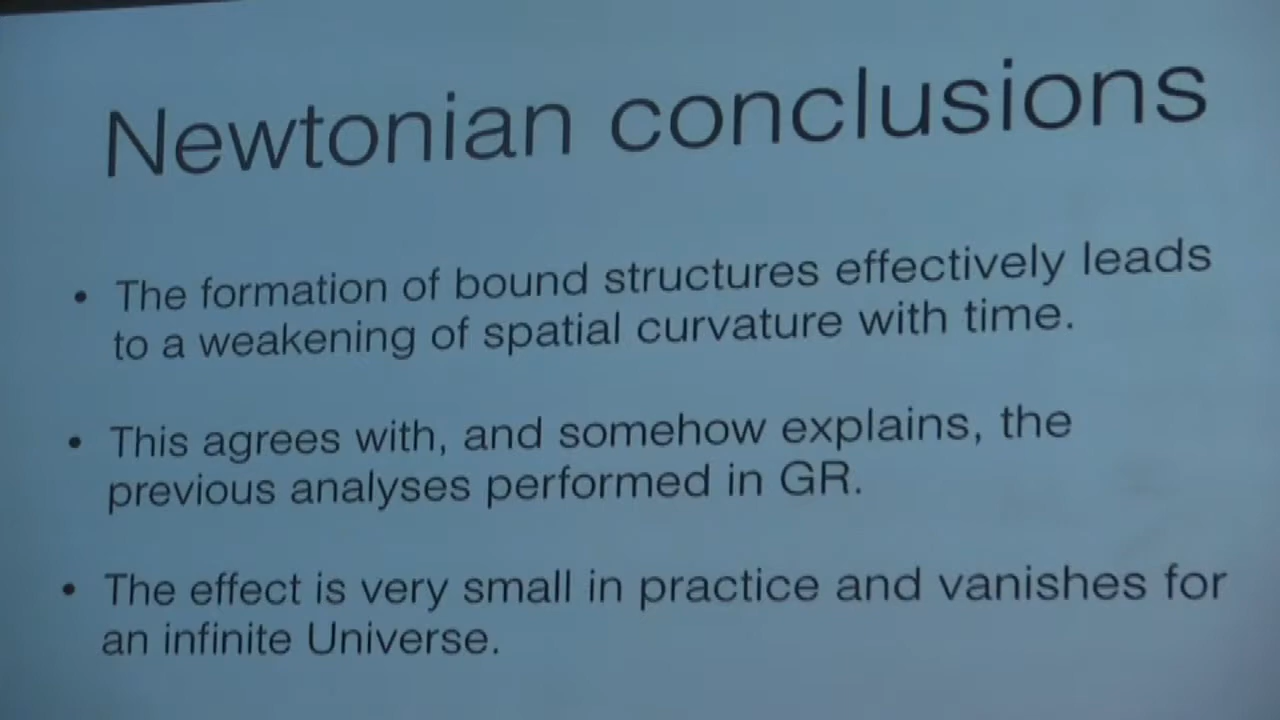 Newtonian conclusions
• The formation of bound structures effectively leads
to a weakening of spatial curvature with time.
• This agrees with, and somehow explains, the
previous analyses performed in GR.
• The effect is very small in practice and vanishes for
an infinite Universe.